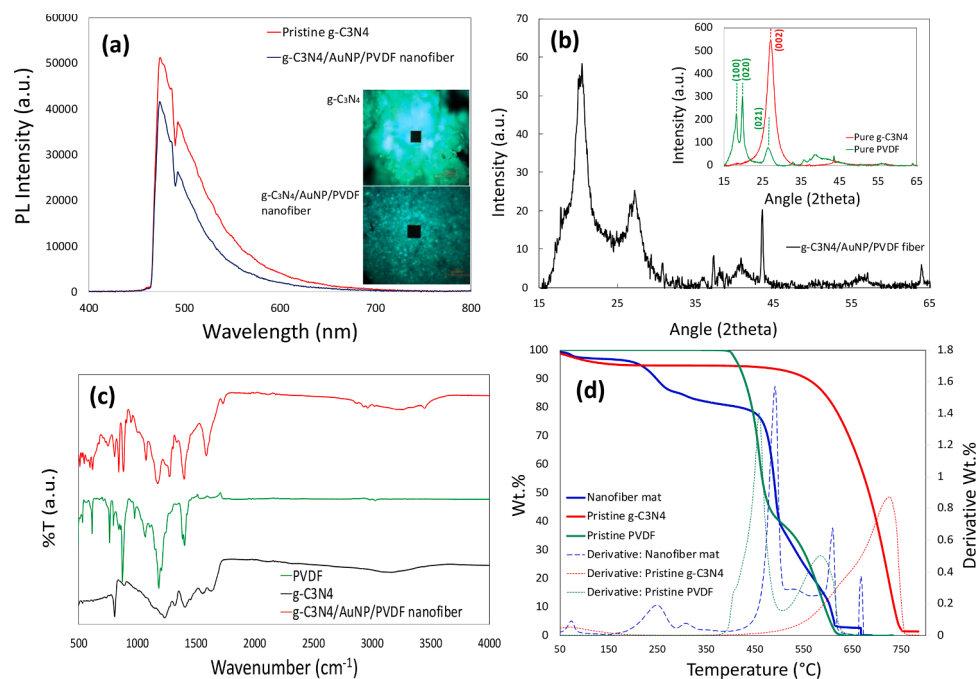 (a)
Pristine g-C3N4
g-C3N4/AuNP/PVDF nanofiber
g-C₃N₄
g-C₃N₄/AuNP/PVDF
nanofiber
PL Intensity (a.u.)
60000
50000
40000
30000
20000
10000
0
400 500 600 700 800
Wavelength (nm)
(b)
Intensity (a.u.)
70
60
50
40
30
20
10
0
15 25 35 45 55 65
Angle (2theta)
g-C3N4/AuNP/PVDF fiber
Intensity (a.u.)
600
500
400
300
200
100
0
(100)
(020)
(021)
(002)
Pure g-C3N4
Pure PVDF
15 25 35 45 55 65
Angle (2theta)
(c)
%T (a.u.)
PVDF
g-C3N4
g-C3N4/AuNP/PVDF nanofiber
500 1000 1500 2000 2500 3000 3500 4000
Wavenumber (cm⁻¹)
(d)
Wt.%
100
90
80
70
60
50
40
30
20
10
0
Nanofiber mat
Pristine g-C3N4
Pristine PVDF
Derivative: Nanofiber mat
Derivative: Pristine g-C3N4
Derivative: Pristine PVDF
1.8
1.6
1.4
1.2
1
0.8
0.6
0.4
0.2
0
Derivative Wt.%
50 150 250 350 450 550 650 750
Temperature (°C)